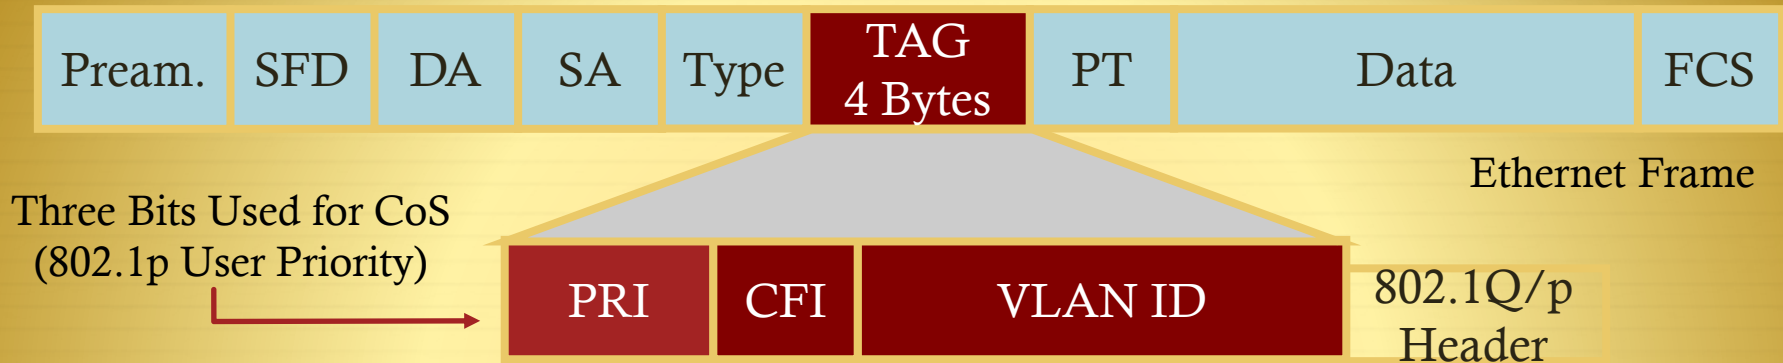 Pream. SFD DA SA Type TAG PT Data FCS
4 Bytes
Ethernet Frame
Three Bits Used for CoS
(802.1p User Priority)
PRI CFI VLAN ID 802.1Q/p
Header